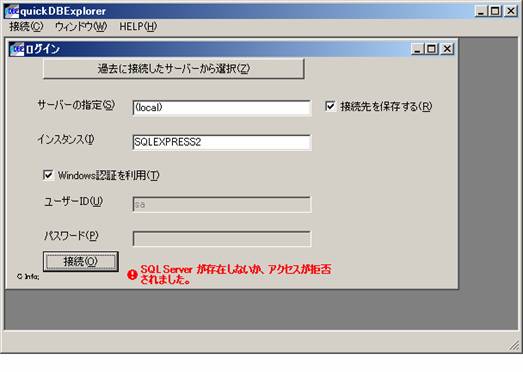 quickDBExplorer
接続(C) ウィンドウ(W) HELP(H)
ログイン
過去に接続したサーバーから選択(Z)
サーバーの指定(S) (local) 接続先を保存する(R)
インスタンス(I) SQLEXPRESS2
Windows認証を利用(T)
ユーザーID(U) sa
パスワード(P)
接続(O)
SQL Server が存在しないか、アクセスが拒否
されました。